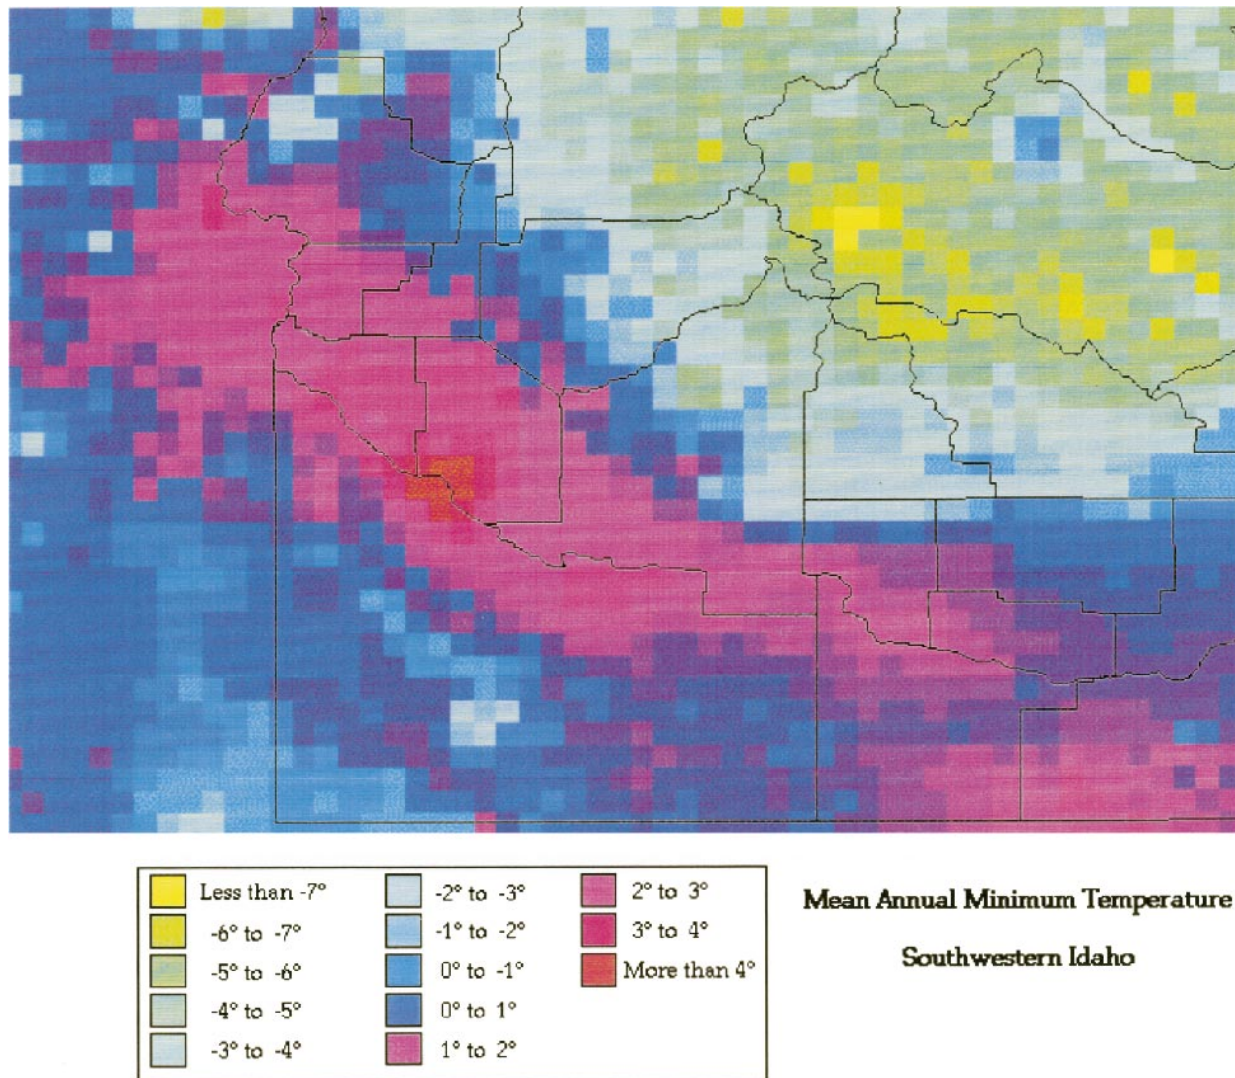 Less than -7°
-6° to -7°
-5° to -6°
-4° to -5°
-3° to -4°
-2° to -3°
-1° to -2°
0° to -1°
0° to 1°
1° to 2°
2° to 3°
3° to 4°
More than 4°
Mean Annual Minimum Temperature
Southwestern Idaho